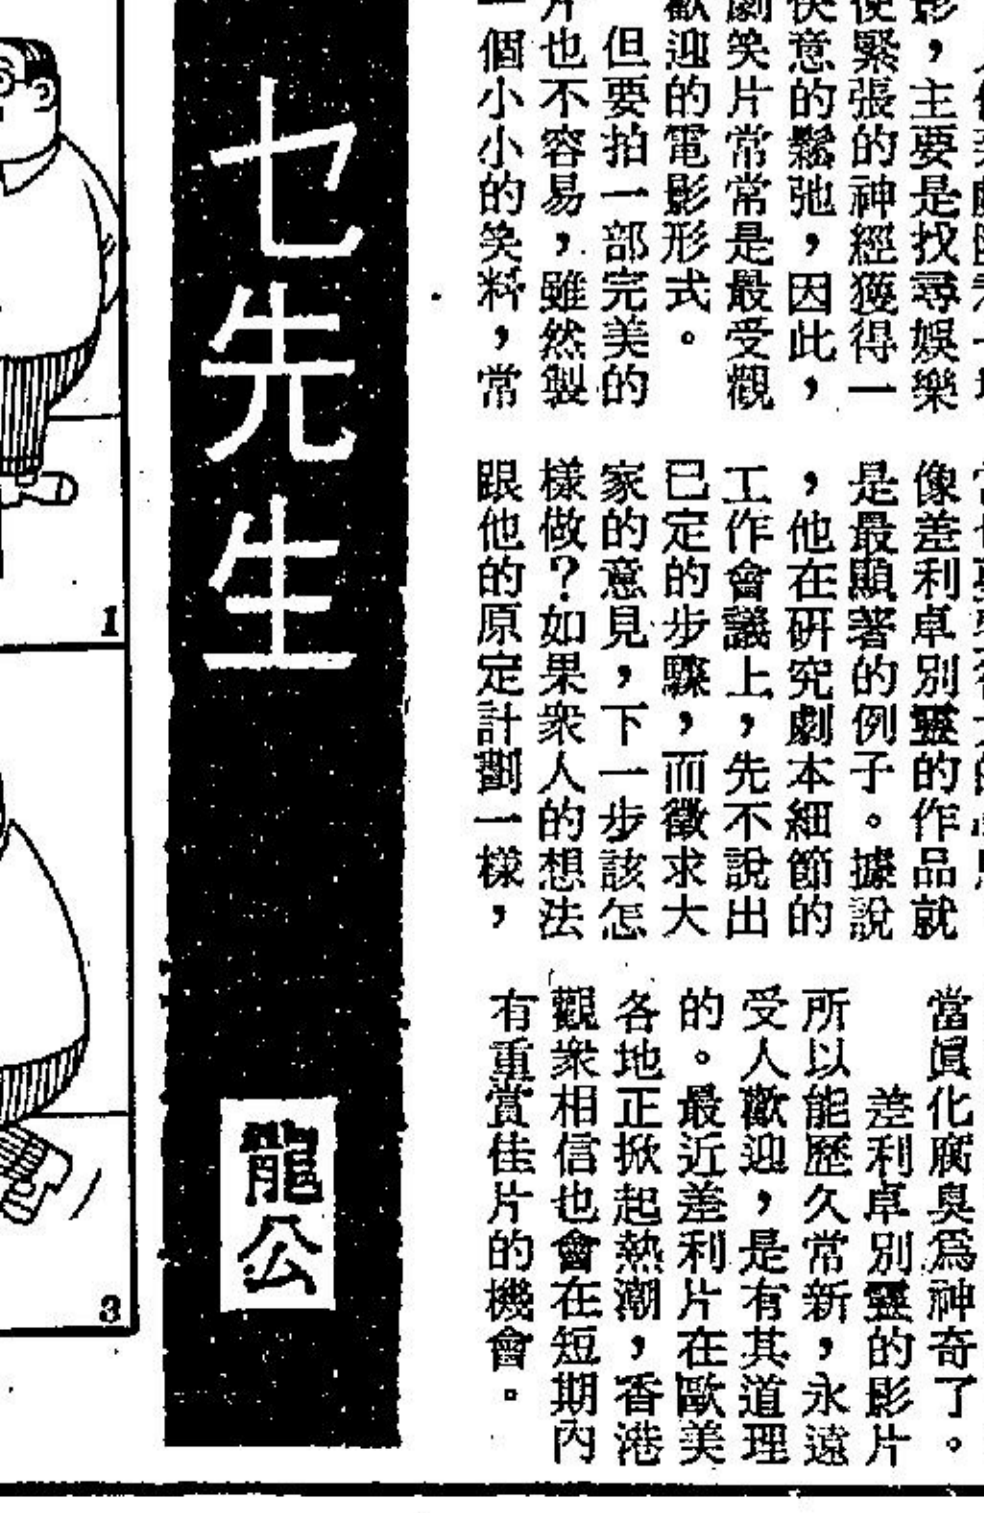 影，主要是找尋娛樂
使緊張的神經獲得一
快意的鬆弛，因此，
劇笑片常常是最受觀
歡迎的電影形式。
但要拍一部完美的
片也不容易，雖然製
一個小小的笑料，常
像差利卓別靈的作品就
是最顯著的例子。據說
，他在研究劇本細節的
工作會議上，先不說出
已定的步驟，而徵求大
家的意見，下一步該怎
樣做？如果衆人的想法
跟他的原定計劃一樣，
當眞化腐臭爲神奇了。
差利卓別靈的影片
所以能歷久常新，永遠
受人歡迎，是有其道理
的。最近差利片在歐美
各地正掀起熱潮，香港
觀衆相信也會在短期內
有重賞佳片的機會。
七先生
龍公
1
3